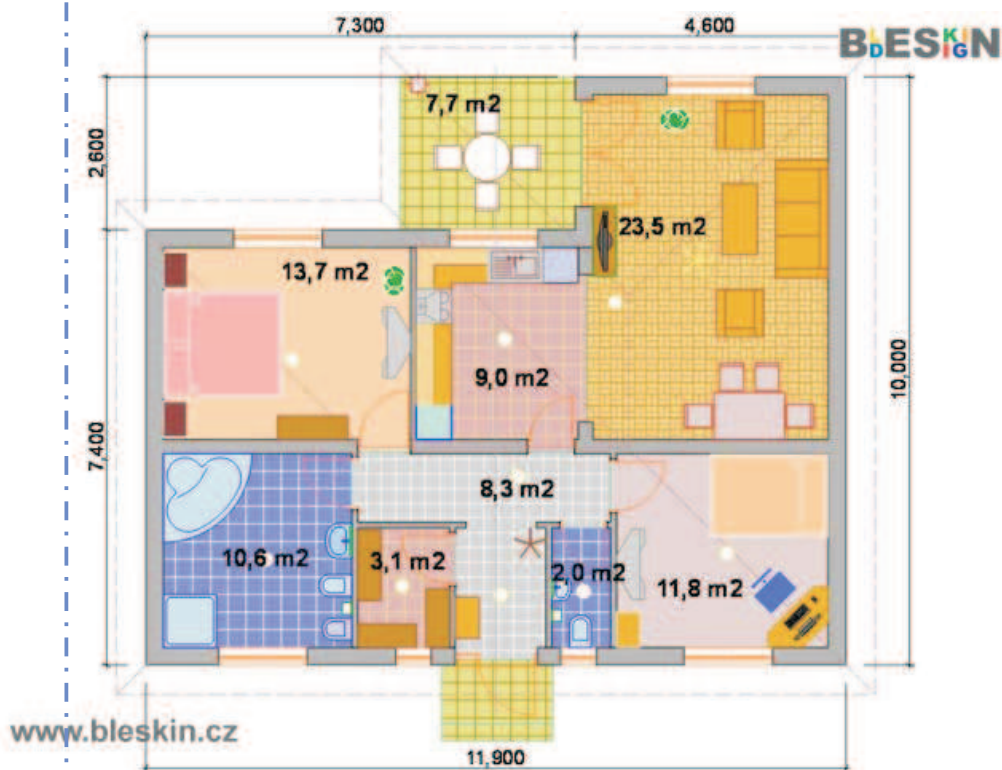 7,300
4,600
BLESKIN
DESIGN
7,7 m2
2,600
23,5 m2
13,7 m2
9,0 m2
10,000
7,400
8,3 m2
10,6 m2
3,1 m2
2,0 m2
11,8 m2
www.bleskin.cz
11,900